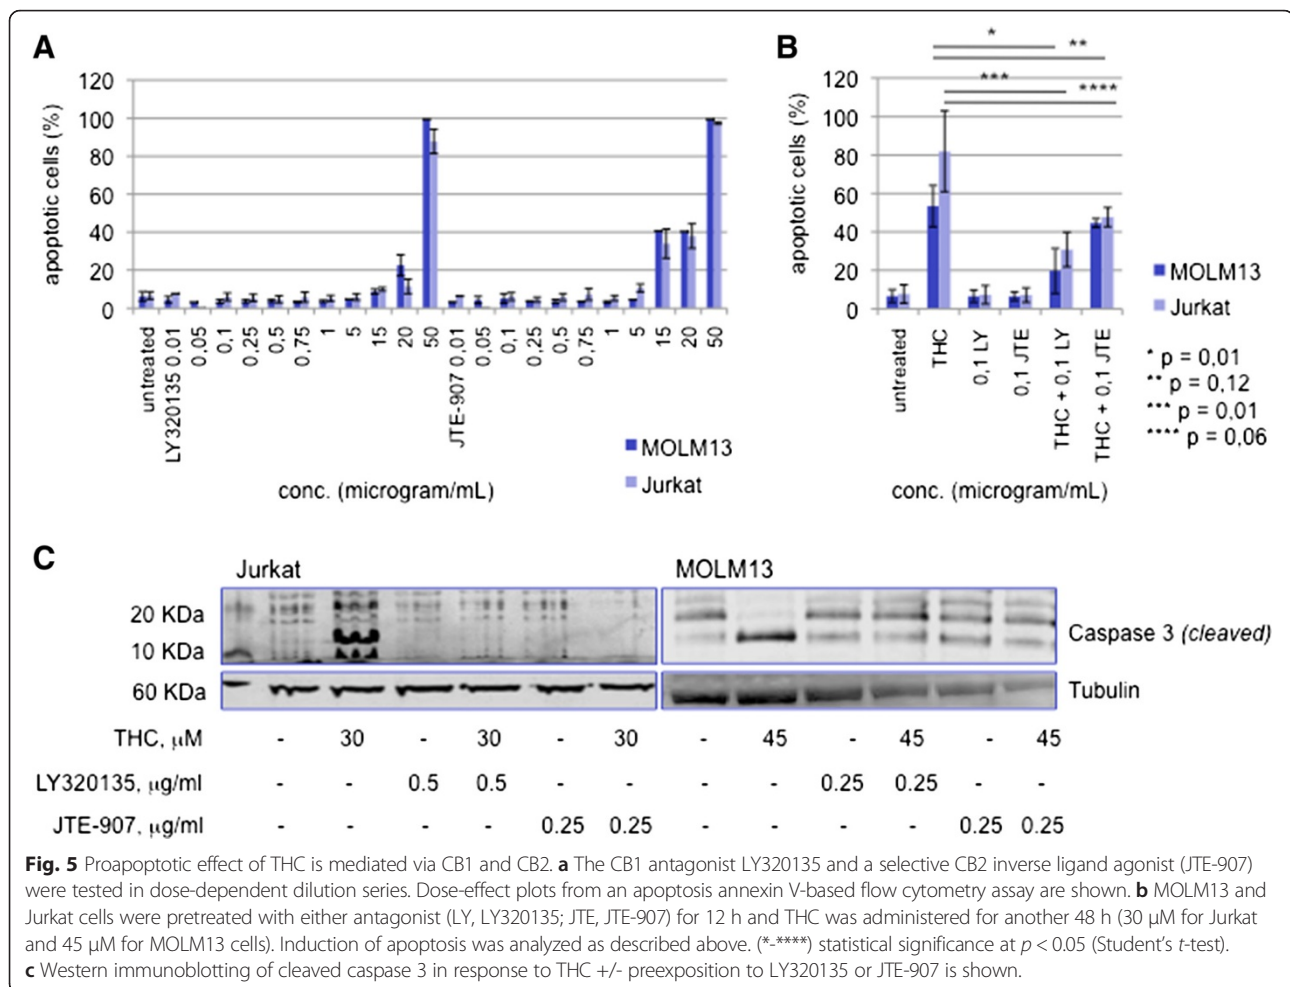 A
B
* **
*** ****
apoptotic cells (%)
120
100
80
60
40
20
0
untreated
LY320135 0,01
0,05
0,1
0,25
0,5
0,75
1
5
15
20
50
JTE-907 0,01
0,05
0,1
0,25
0,5
0,75
1
5
15
20
50
conc. (microgram/mL)
MOLM13
Jurkat
apoptotic cells (%)
120
100
80
60
40
20
0
untreated
THC
0,1 LY
0,1 JTE
THC + 0,1 LY
THC + 0,1 JTE
conc. (microgram/mL)
MOLM13
Jurkat
* p = 0,01
** p = 0,12
*** p = 0,01
**** p = 0,06
C
Jurkat MOLM13
20 KDa
10 KDa
60 KDa
Caspase 3 (cleaved)
Tubulin
THC, μM - 30 - 30 - 30 - 45 - 45 - 45
LY320135, μg/ml - - 0.5 0.5 - - - - 0.25 0.25 - -
JTE-907, μg/ml - - - - 0.25 0.25 - - - - 0.25 0.25
Fig. 5 Proapoptotic effect of THC is mediated via CB1 and CB2. a The CB1 antagonist LY320135 and a selective CB2 inverse ligand agonist (JTE-907)
were tested in dose-dependent dilution series. Dose-effect plots from an apoptosis annexin V-based flow cytometry assay are shown. b MOLM13 and
Jurkat cells were pretreated with either antagonist (LY, LY320135; JTE, JTE-907) for 12 h and THC was administered for another 48 h (30 μM for Jurkat
and 45 μM for MOLM13 cells). Induction of apoptosis was analyzed as described above. (*-****) statistical significance at p < 0.05 (Student's t-test).
c Western immunoblotting of cleaved caspase 3 in response to THC +/- preexposition to LY320135 or JTE-907 is shown.